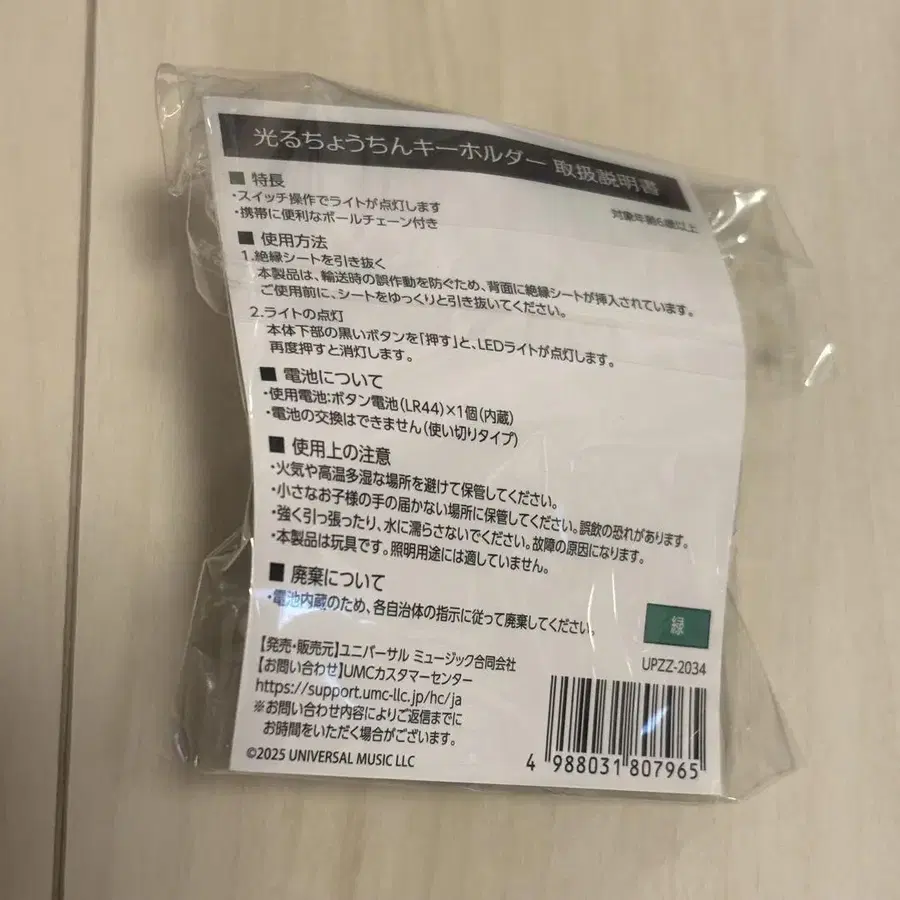 光るちょうちんキーホルダー 取扱説明書
対象年齢6歳以上
■ 特長
・スイッチ操作でライトが点灯します
・携帯に便利なボールチェーン付き
■ 使用方法
1.絶縁シートを引き抜く
本製品は、輸送時の誤作動を防ぐため、背面に絶縁シートが挿入されています。
ご使用前に、シートをゆっくりと引き抜いてください。
2.ライトの点灯
本体下部の黒いボタンを「押す」と、LEDライトが点灯します。
再度押すと消灯します。
■ 電池について
・使用電池:ボタン電池(LR44)×1個(内蔵)
・電池の交換はできません(使い切りタイプ)
■ 使用上の注意
・火気や高温多湿な場所を避けて保管してください。
・小さなお子様の手の届かない場所に保管してください。誤飲の恐れがあります。
・強く引っ張ったり、水に濡らさないでください。故障の原因になります。
・本製品は玩具です。照明用途には適していません。
■ 廃棄について
・電池内蔵のため、各自治体の指示に従って廃棄してください。
緑
UPZZ-2034
【発売・販売元】ユニバーサル ミュージック合同会社
【お問い合わせ】UMCカスタマーセンター
https://support.umc-llc.jp/hc/ja
※お問い合わせ内容によりご返信までに
お時間をいただく場合がございます。
©2025 UNIVERSAL MUSIC LLC
4 988031 807965